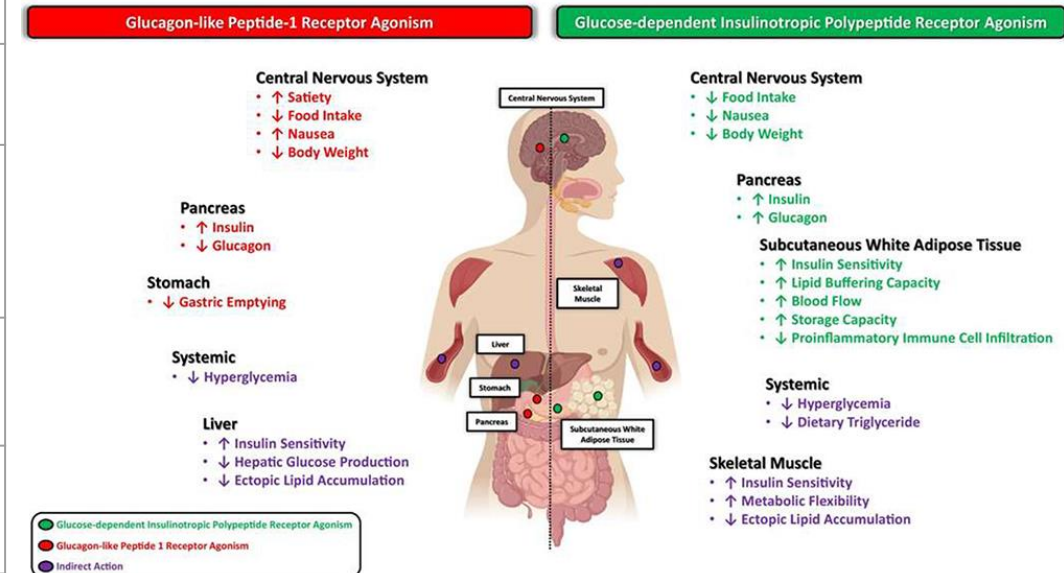 Glucagon-like Peptide-1 Receptor Agonism
Glucose-dependent Insulinotropic Polypeptide Receptor Agonism
Central Nervous System
• ↑ Satiety
• ↓ Food Intake
• ↑ Nausea
• ↓ Body Weight
Pancreas
• ↑ Insulin
• ↓ Glucagon
Stomach
• ↓ Gastric Emptying
Systemic
• ↓ Hyperglycemia
Liver
• ↑ Insulin Sensitivity
• ↓ Hepatic Glucose Production
• ↓ Ectopic Lipid Accumulation
Central Nervous System
Skeletal
Muscle
Liver
Stomach
Pancreas
Subcutaneous White
Adipose Tissue
Central Nervous System
• ↓ Food Intake
• ↓ Nausea
• ↓ Body Weight
Pancreas
• ↑ Insulin
• ↑ Glucagon
Subcutaneous White Adipose Tissue
• ↑ Insulin Sensitivity
• ↑ Lipid Buffering Capacity
• ↑ Blood Flow
• ↑ Storage Capacity
• ↓ Proinflammatory Immune Cell Infiltration
Systemic
• ↓ Hyperglycemia
• ↓ Dietary Triglyceride
Skeletal Muscle
• ↑ Insulin Sensitivity
• ↑ Metabolic Flexibility
• ↓ Ectopic Lipid Accumulation
Glucose-dependent Insulinotropic Polypeptide Receptor Agonism
Glucagon-like Peptide 1 Receptor Agonism
Indirect Action